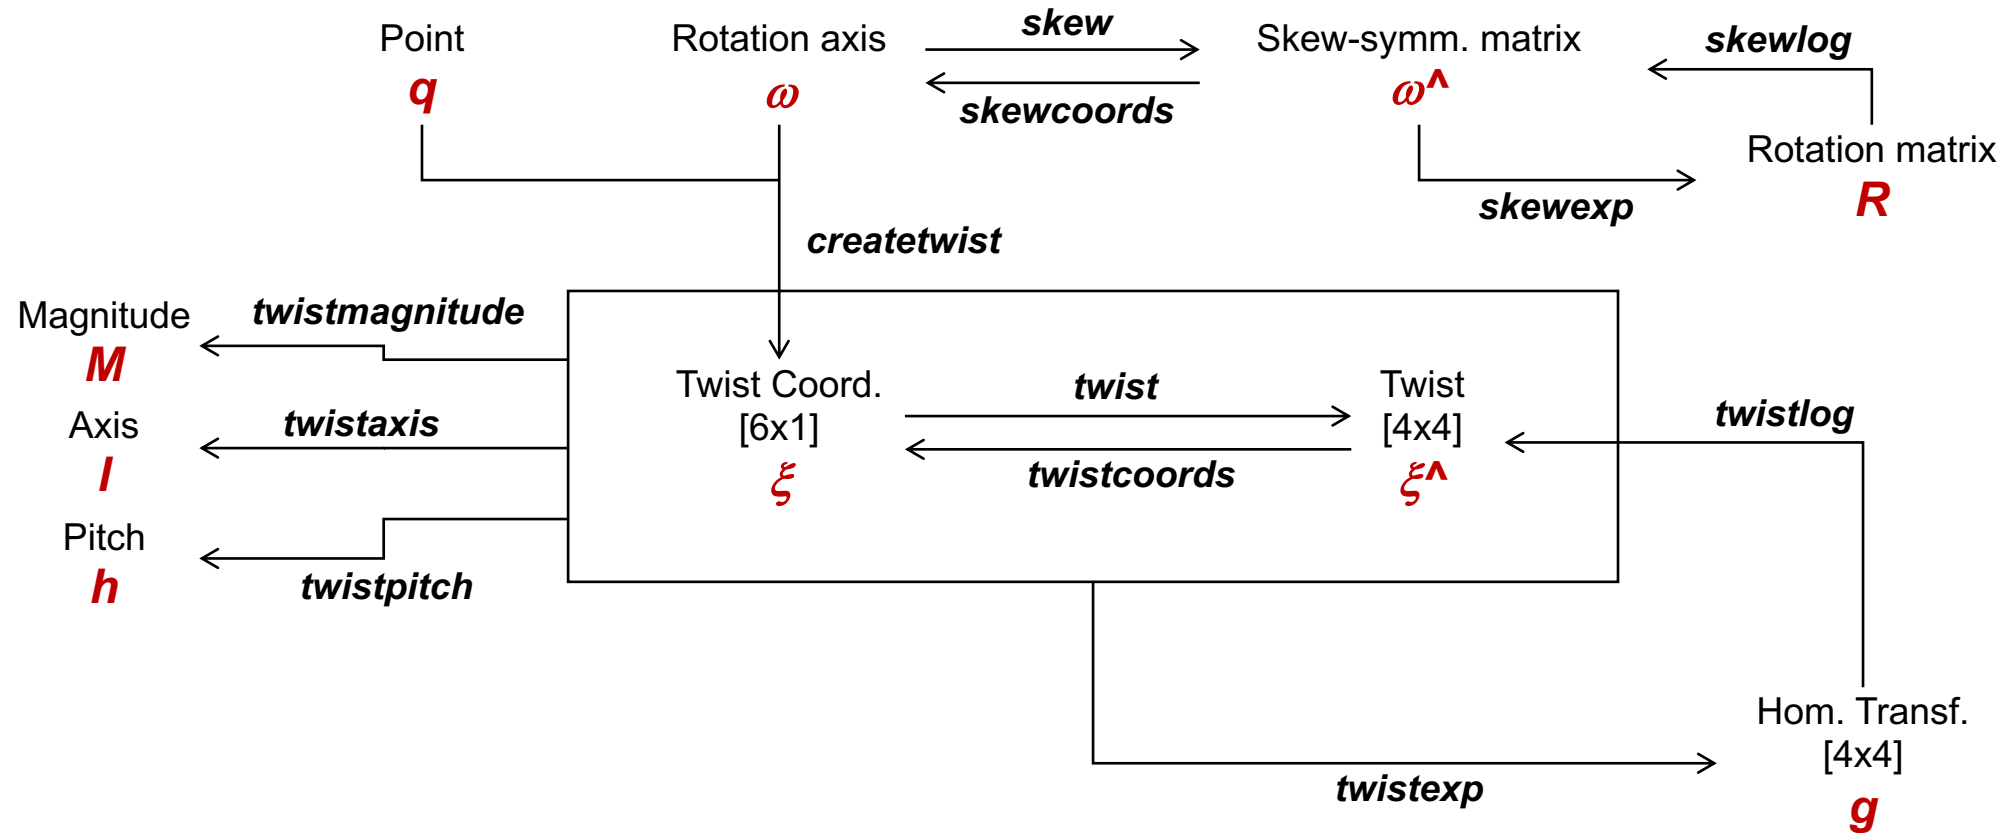 Point
q
Rotation axis
ω
skew
skewcoords
Skew-symm. matrix
ω^
skewlog
Rotation matrix
R
skewexp
createtwist
Magnitude
M
twistmagnitude
Axis
l
twistaxis
Pitch
h
twistpitch
Twist Coord.
[6x1]
ξ
twist
twistcoords
Twist
[4x4]
ξ^
twistlog
Hom. Transf.
[4x4]
g
twistexp